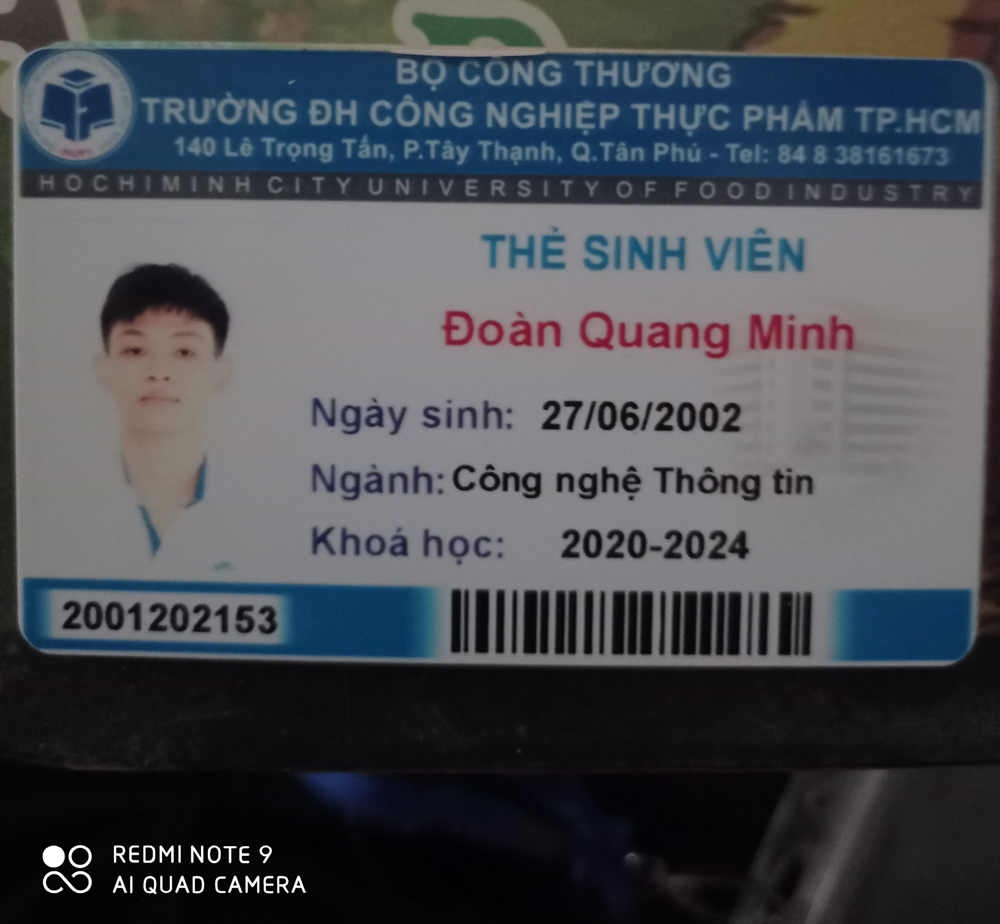 BỘ CÔNG THƯƠNG
TRƯỜNG ĐH CÔNG NGHIỆP THỰC PHẨM TP.HCM
140 Lê Trọng Tấn, P.Tây Thạnh, Q.Tân Phú - Tel: 84 8 38161673
HOCHIMINH CITY UNIVERSITY OF FOOD INDUSTRY
THẺ SINH VIÊN
Đoàn Quang Minh
Ngày sinh: 27/06/2002
Ngành: Công nghệ Thông tin
Khoá học: 2020-2024
2001202153
REDMI NOTE 9
AI QUAD CAMERA